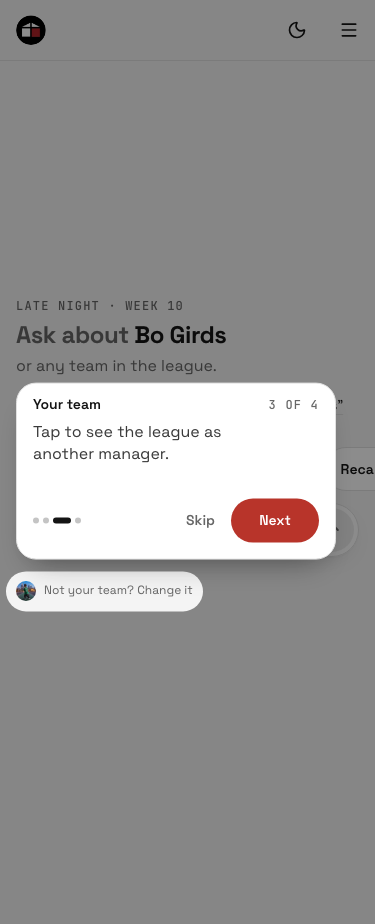 LATE NIGHT · WEEK 10
Ask about Bo Girds
or any team in the league.
Your team
3 OF 4
Tap to see the league as
another manager.
Skip
Next
Not your team? Change it